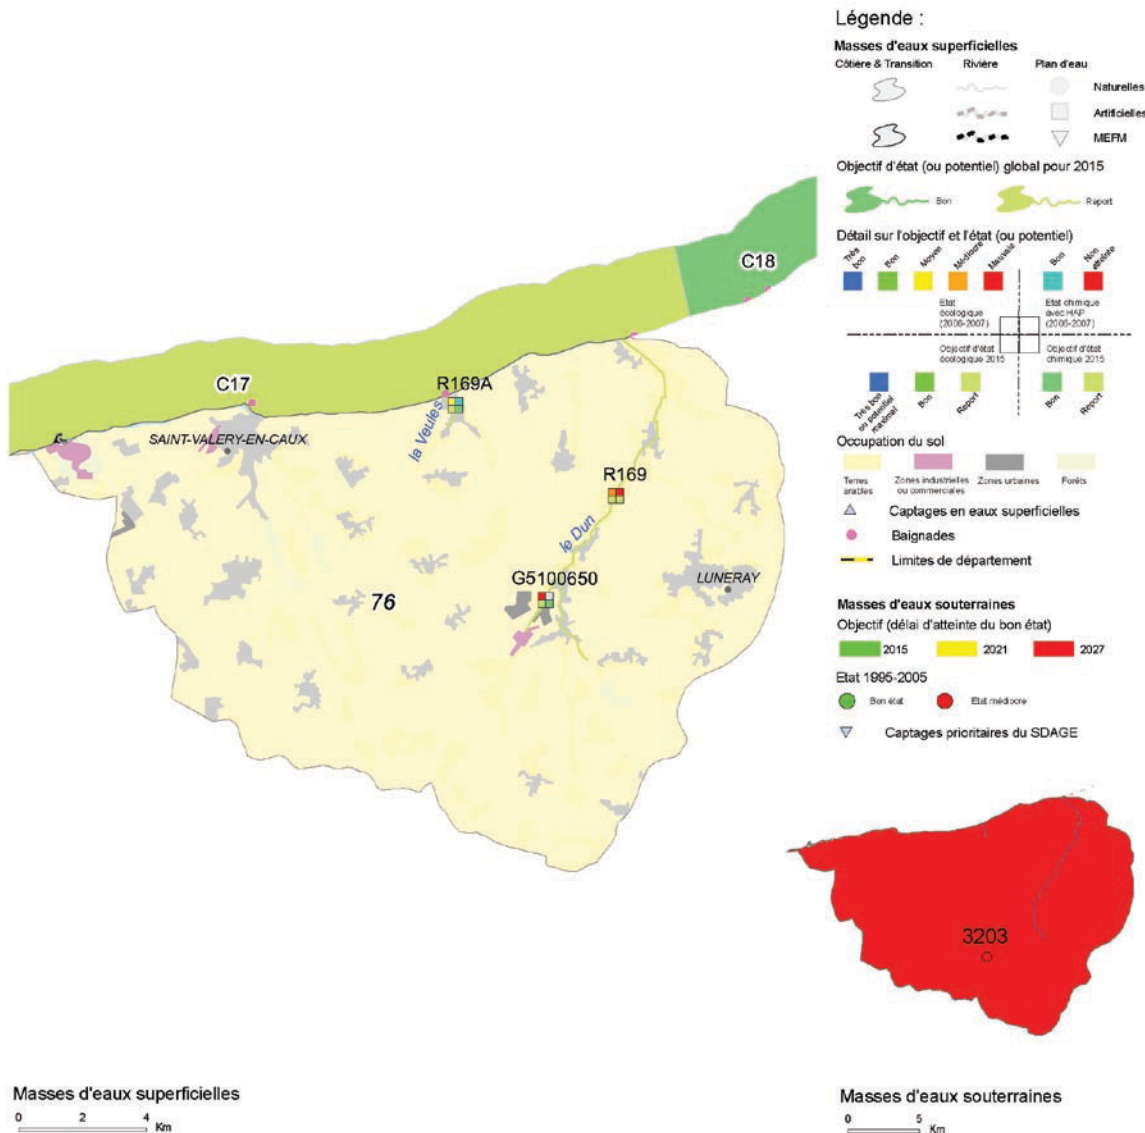 Légende :
Masses d'eaux superficielles
Côtière & Transition Rivière Plan d'eau
Naturelles
Artificielles
MEFM
Objectif d'état (ou potentiel) global pour 2015
Bon
Report
Détail sur l'objectif et l'état (ou potentiel)
Très bon
Bon
Moyen
Médiocre
Mauvais
Bon
Non atteinte
Etat écologique (2006-2007)
Etat chimique avec HAP (2006-2007)
Objectif d'état écologique 2015
Objectif d'état chimique 2015
Très bon ou potentiel maximal
Bon
Report
Bon
Report
Occupation du sol
Terres arables
Zones industrielles ou commerciales
Zones urbaines
Forêts
Captages en eaux superficielles
Baignades
Limites de département
Masses d'eaux souterraines
Objectif (délai d'atteinte du bon état)
2015 2021 2027
Etat 1995-2005
Bon état
Etat médiocre
Captages prioritaires du SDAGE
C18
C17
R169A
la Veules
SAINT-VALERY-EN-CAUX
R169
le Dun
G5100650
LUNERAY
76
3203
Masses d'eaux superficielles
0 2 4
Km
Masses d'eaux souterraines
0 5
Km